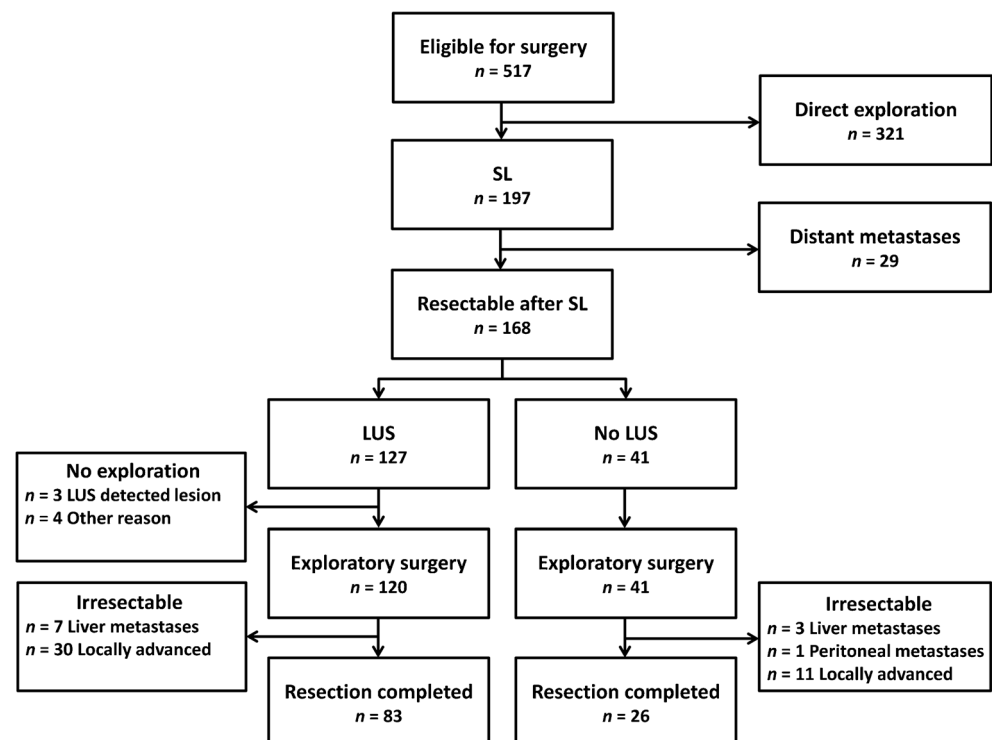 Eligible for surgery
n = 517
Direct exploration
n = 321
SL
n = 197
Distant metastases
n = 29
Resectable after SL
n = 168
LUS
n = 127
No LUS
n = 41
No exploration
n = 3 LUS detected lesion
n = 4 Other reason
Exploratory surgery
n = 120
Exploratory surgery
n = 41
Irresectable
n = 7 Liver metastases
n = 30 Locally advanced
Irresectable
n = 3 Liver metastases
n = 1 Peritoneal metastases
n = 11 Locally advanced
Resection completed
n = 83
Resection completed
n = 26